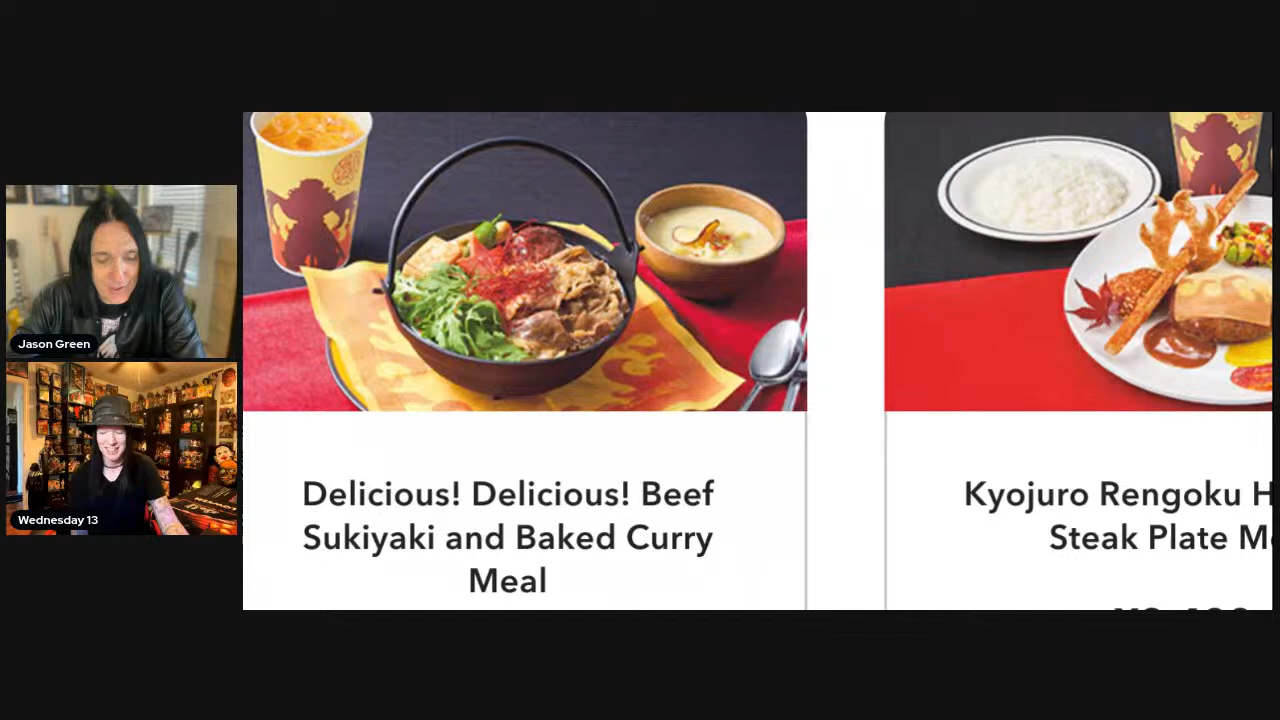 Jason Green
Wednesday 13
Delicious! Delicious! Beef
Sukiyaki and Baked Curry
Meal
Kyojuro Rengoku H
Steak Plate M